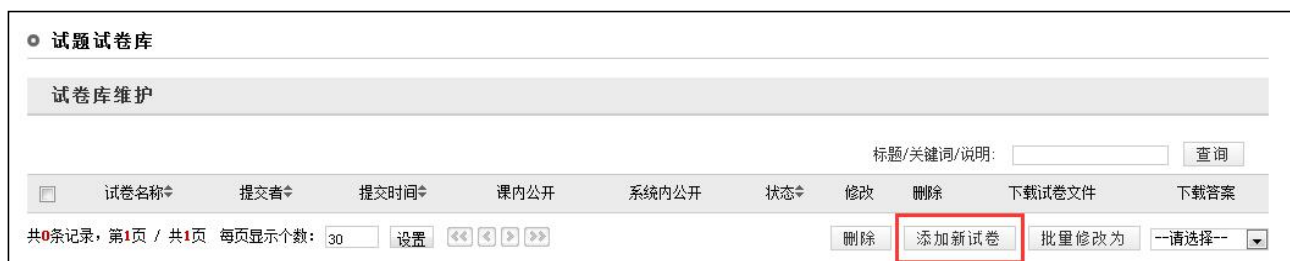 试题试卷库
试卷库维护
标题/关键词/说明: 查询
试卷名称 提交者 提交时间 课内公开 系统内公开 状态 修改 删除 下载试卷文件 下载答案
共0条记录，第1页 / 共1页 每页显示个数： 30 设置 删除 添加新试卷 批量修改为 --请选择--